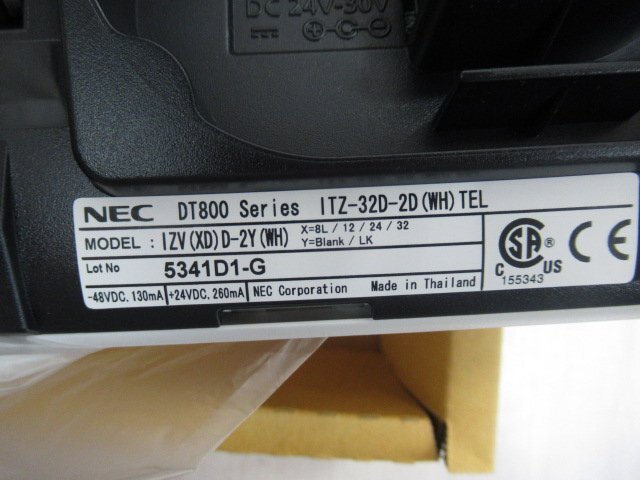 DC 24V-30V
NEC DT800 Series ITZ-32D-2D(WH)TEL
MODEL : IZV(XD)D-2Y(WH) X=8L / 12 / 24 / 32
Y=Blank / LK
Lot No 5341D1-G
-48VDC. 130mA +24VDC. 260mA NEC Corporation Made in Thailand
CSA ®
C US
155343
CE